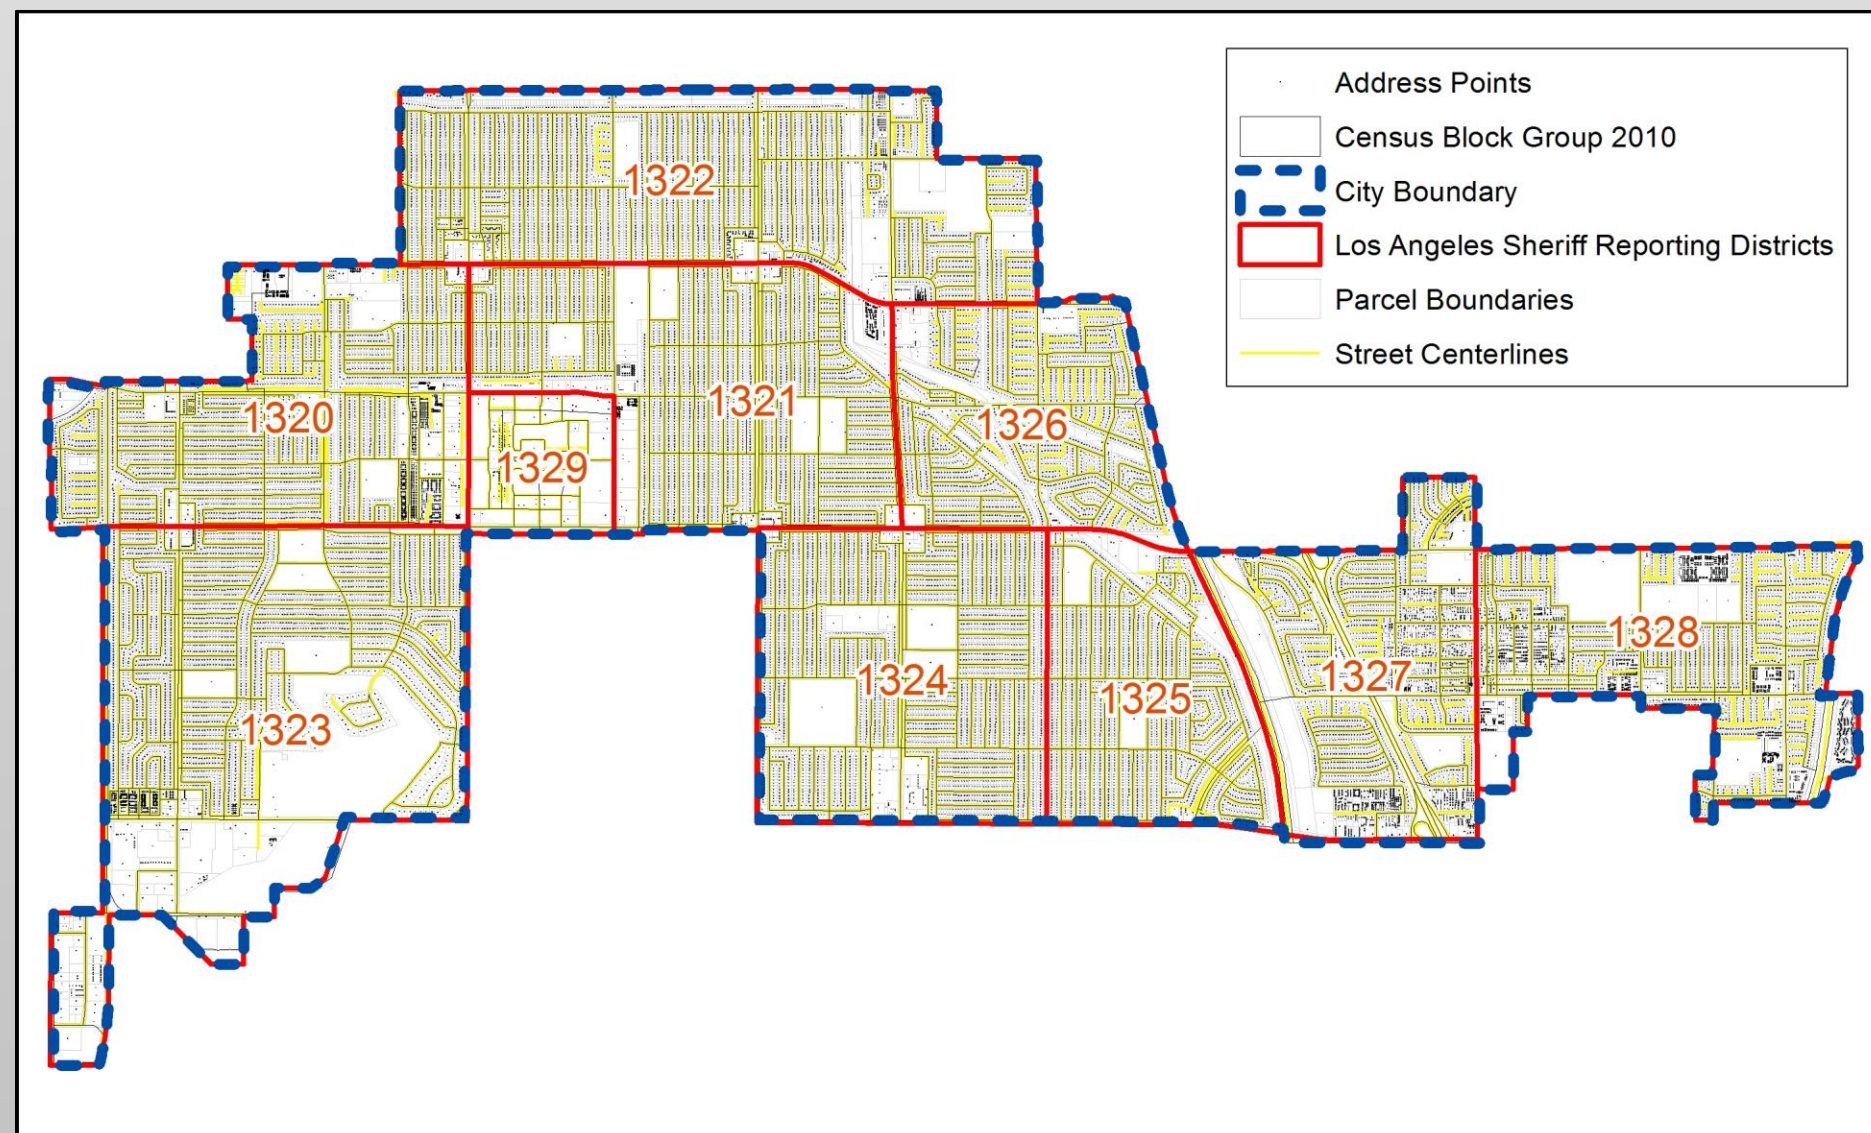 Address Points
Census Block Group 2010
City Boundary
Los Angeles Sheriff Reporting Districts
Parcel Boundaries
Street Centerlines
1322
1320
1321
1326
1329
1328
1324
1325
1327
1323